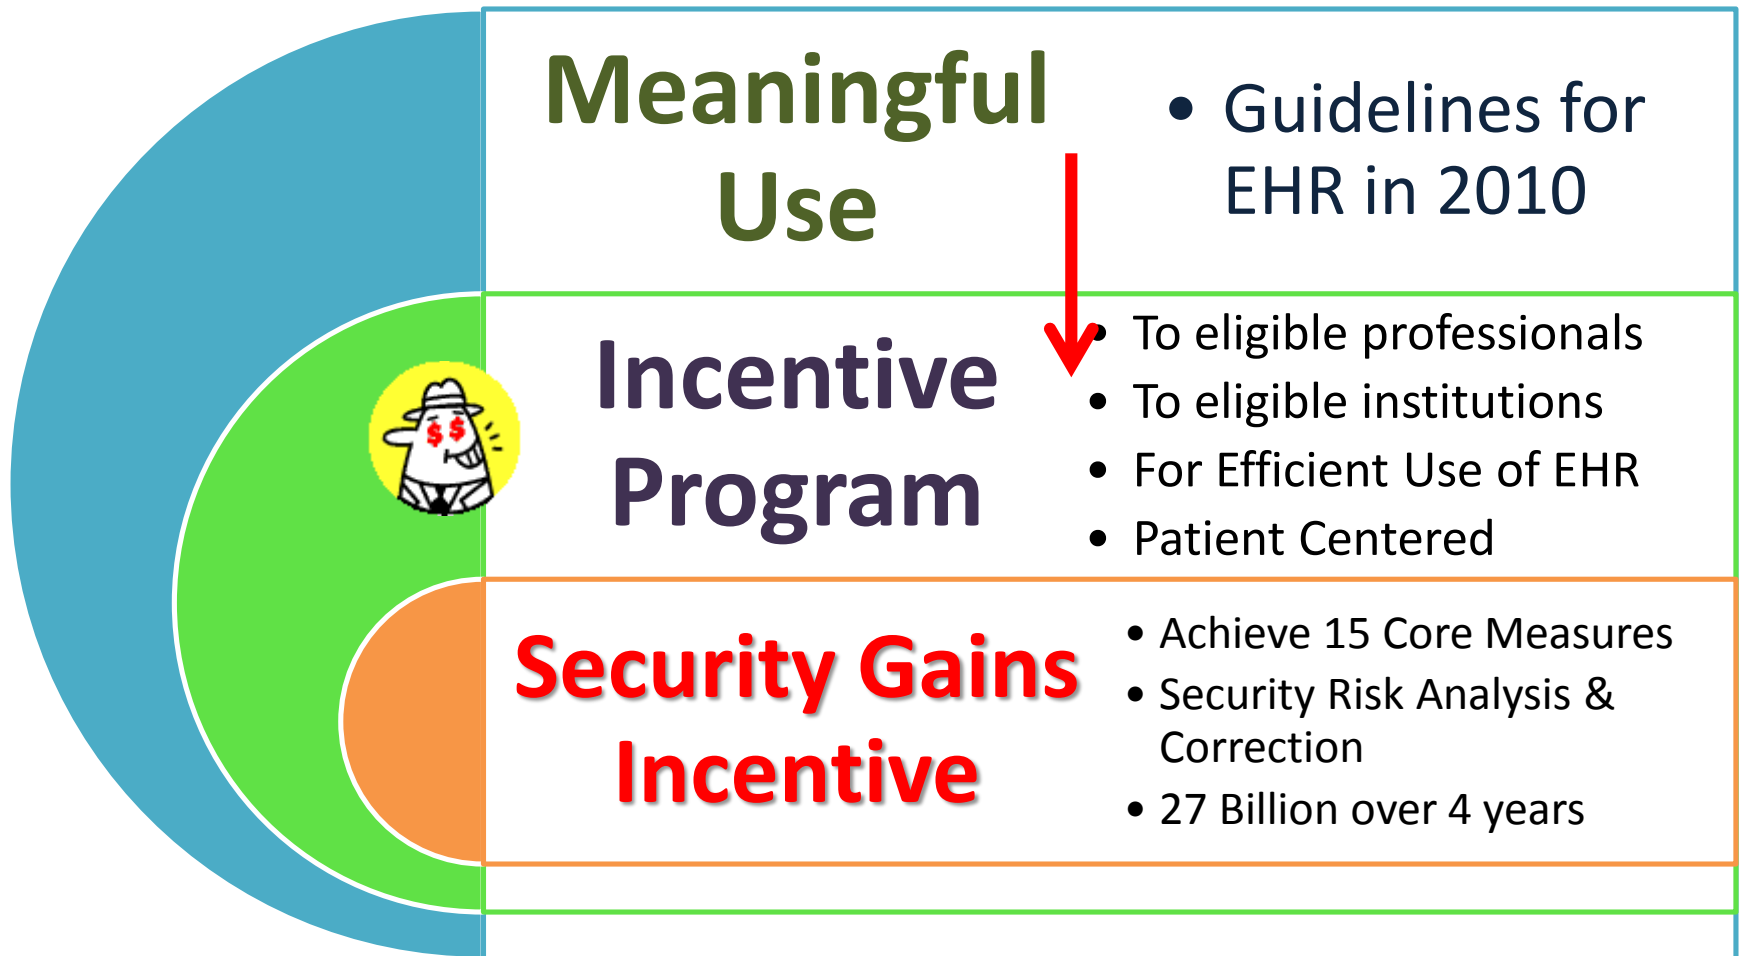 Meaningful
Use
• Guidelines for
EHR in 2010
Incentive
Program
• To eligible professionals
• To eligible institutions
• For Efficient Use of EHR
• Patient Centered
$ $
Security Gains
Incentive
• Achieve 15 Core Measures
• Security Risk Analysis &
Correction
• 27 Billion over 4 years